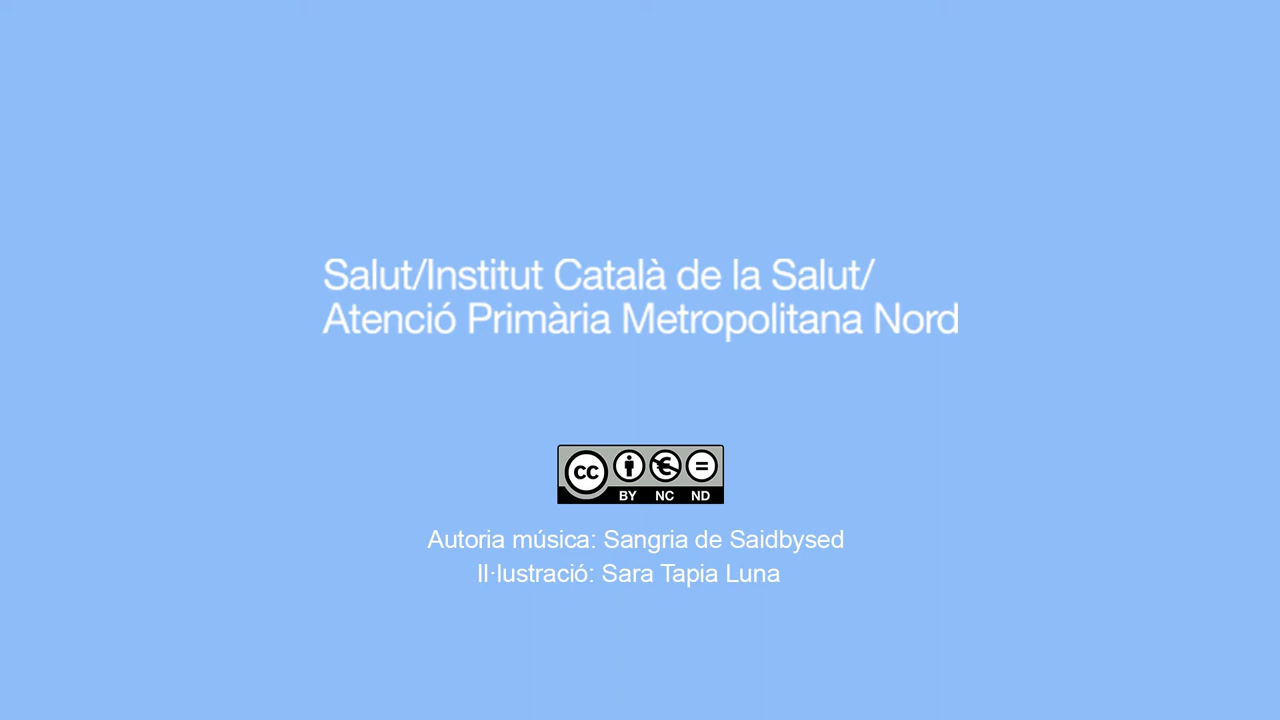 Salut/Institut Català de la Salut/
Atenció Primària Metropolitana Nord
cc
BY NC ND
Autoria música: Sangria de Saidbysed
Il·lustració: Sara Tapia Luna